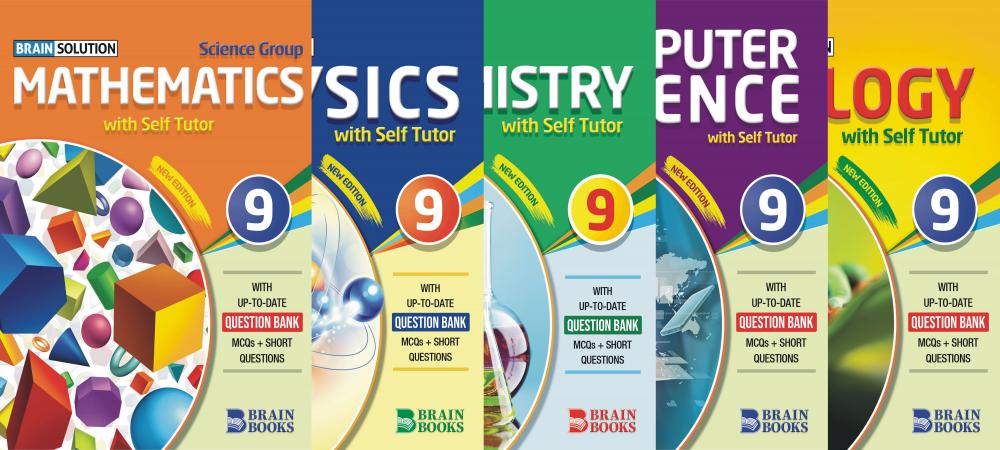 BRAIN SOLUTION
Science Group
MATHEMATICS
with Self Tutor
NEW EDITION
9
WITH
UP-TO-DATE
QUESTION BANK
MCQs + SHORT
QUESTIONS
BRAIN
BOOKS
YSICS
with Self Tutor
NEW EDITION
9
WITH
UP-TO-DATE
QUESTION BANK
MCQs + SHORT
QUESTIONS
BRAIN
BOOKS
ISTRY
with Self Tutor
NEW EDITION
9
WITH
UP-TO-DATE
QUESTION BANK
MCQs + SHORT
QUESTIONS
BRAIN
BOOKS
PUTER
ENCE
with Self Tutor
NEW EDITION
9
WITH
UP-TO-DATE
QUESTION BANK
MCQs + SHORT
QUESTIONS
BRAIN
BOOKS
N
LOGY
with Self Tutor
NEW EDITION
9
WITH
UP-TO-DATE
QUESTION BANK
MCQs + SHORT
QUESTIONS
BRAIN
BOOKS